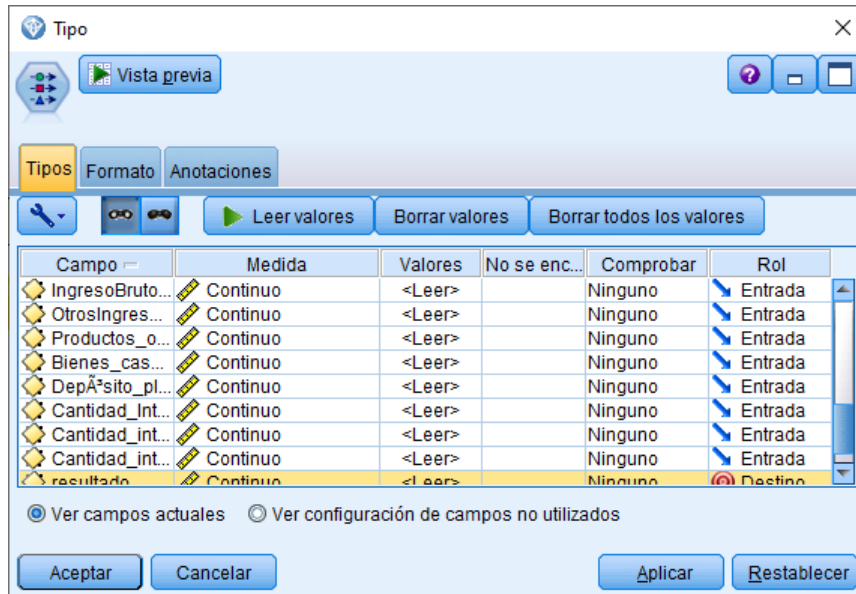 Tipo
Vista previa
Tipos Formato Anotaciones
Leer valores Borrar valores Borrar todos los valores
Campo Medida Valores No se enc... Comprobar Rol
IngresoBruto... Continuo <Leer> Ninguno Entrada
OtrosIngres... Continuo <Leer> Ninguno Entrada
Productos_o... Continuo <Leer> Ninguno Entrada
Bienes_cas... Continuo <Leer> Ninguno Entrada
DepÃ³sito_pl... Continuo <Leer> Ninguno Entrada
Cantidad_Int... Continuo <Leer> Ninguno Entrada
Cantidad_int... Continuo <Leer> Ninguno Entrada
Cantidad_int... Continuo <Leer> Ninguno Entrada
resultado Continuo <Leer> Ninguno Destino
Ver campos actuales Ver configuración de campos no utilizados
Aceptar Cancelar Aplicar Restablecer